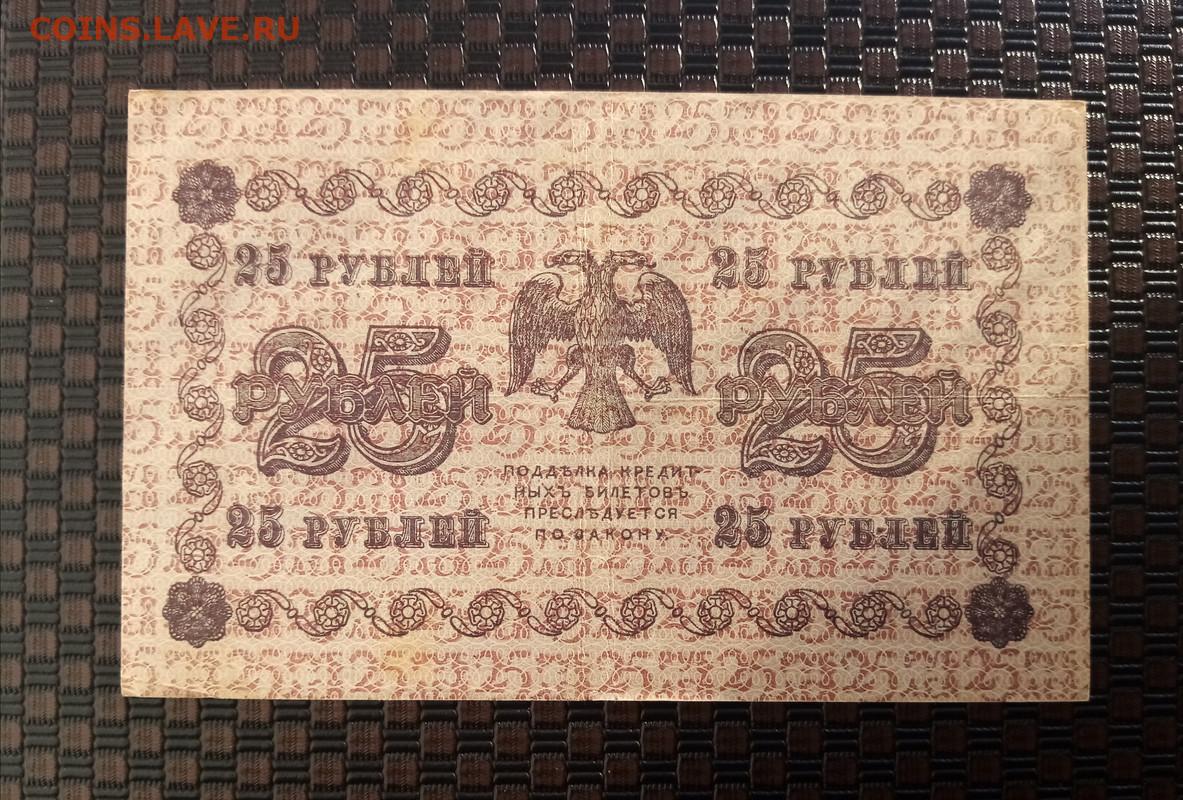 COINS.LAVE.RU
25 РУБЛЕЙ
25 РУБЛЕЙ
25 РУБЛЕЙ
25 РУБЛЕЙ
ПОДДѢЛКА КРЕДИТ-
НЫХЪ БИЛЕТОВЪ
ПРЕСЛѢДУЕТСЯ
ПО ЗАКОНУ.
25 РУБЛЕЙ
25 РУБЛЕЙ